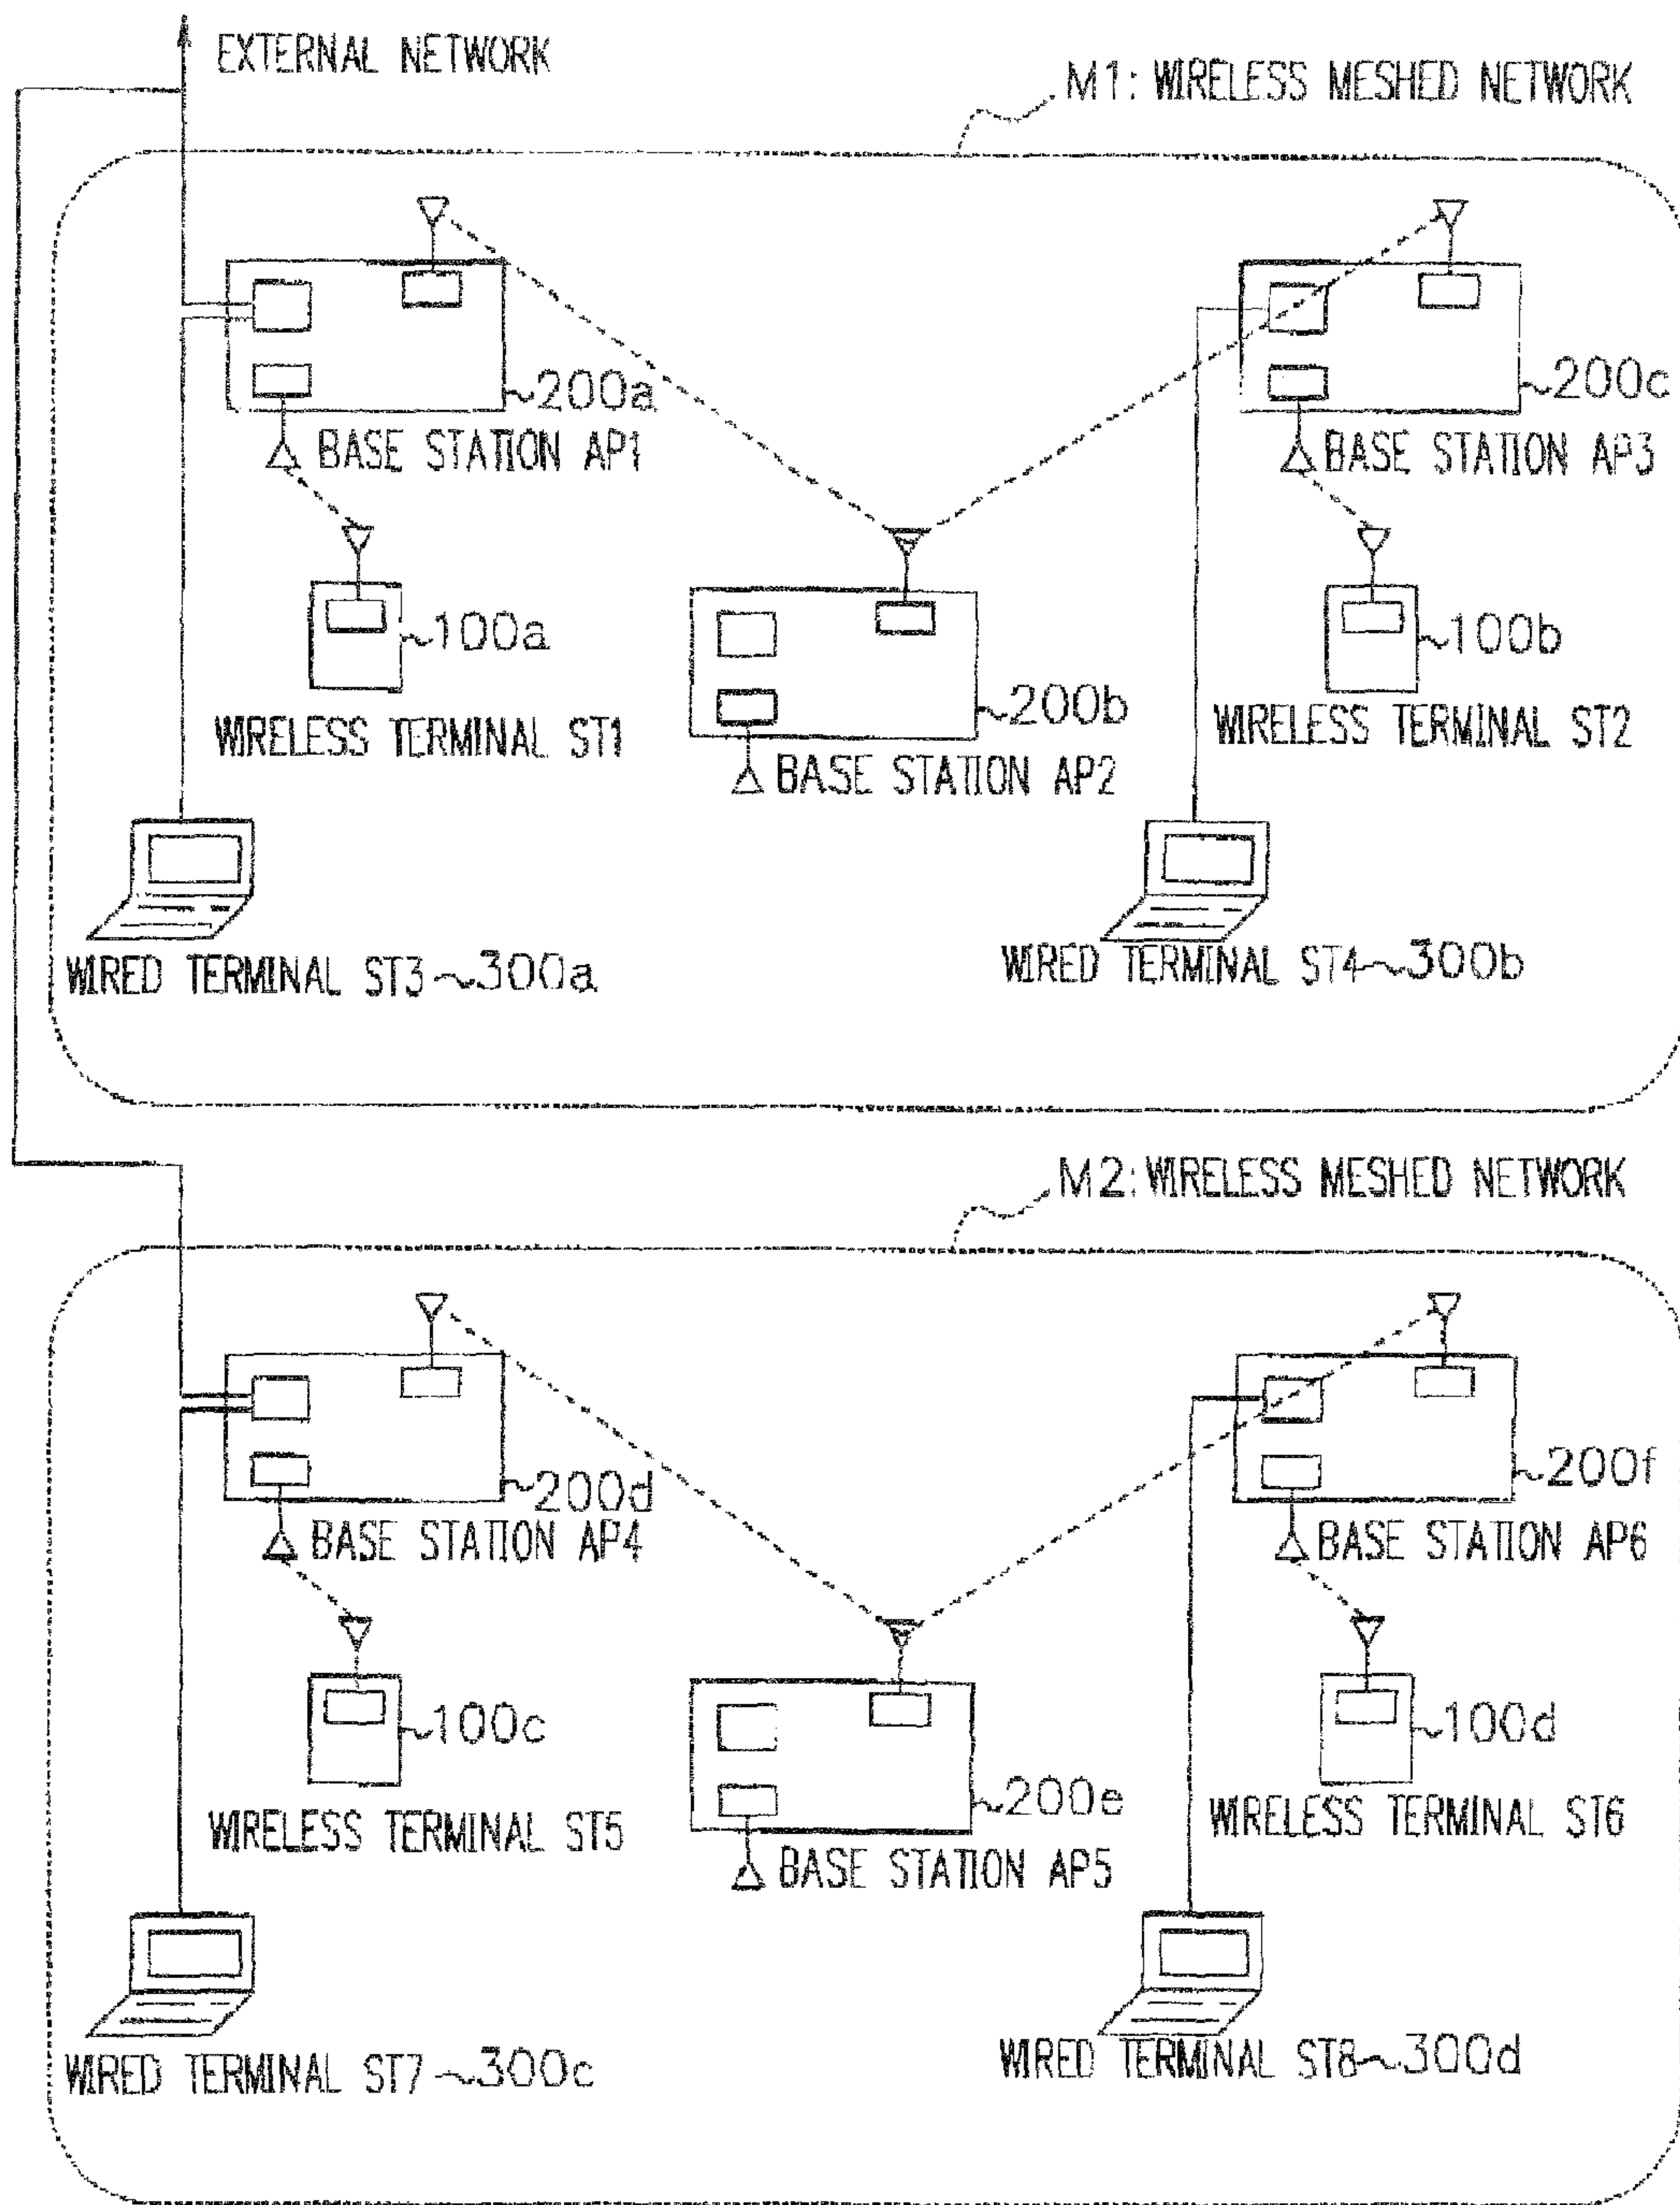 EXTERNAL NETWORK
M1: WIRELESS MESHED NETWORK
200a
200c
BASE STATION AP1
BASE STATION AP3
100a
100b
200b
WIRELESS TERMINAL ST1
WIRELESS TERMINAL ST2
BASE STATION AP2
WIRED TERMINAL ST3 300a
WIRED TERMINAL ST4 300b
M2: WIRELESS MESHED NETWORK
200d
200f
BASE STATION AP4
BASE STATION AP6
100c
100d
200e
WIRELESS TERMINAL ST5
WIRELESS TERMINAL ST6
BASE STATION AP5
WIRED TERMINAL ST7 300c
WIRED TERMINAL ST8 300d